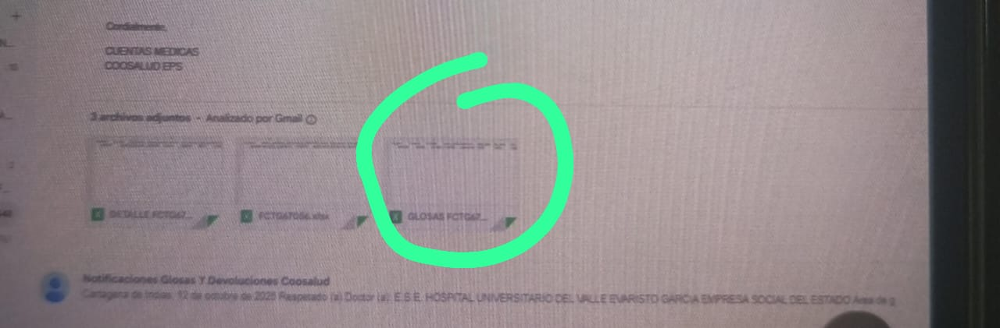 Cordialmente,
CUENTAS MEDICAS
COOSALUD EPS
3 archivos adjuntos • Analizado por Gmail
DETALLE FCTG67...
FCTG67056.xlsx
GLOSAS FCTG67...
Notificaciones Glosas Y Devoluciones Coosalud
Cartagena de Indias, 12 de octubre de 2025 Respetado (a) Doctor (a): E.S.E. HOSPITAL UNIVERSITARIO DEL VALLE EVARISTO GARCIA EMPRESA SOCIAL DEL ESTADO Área de g